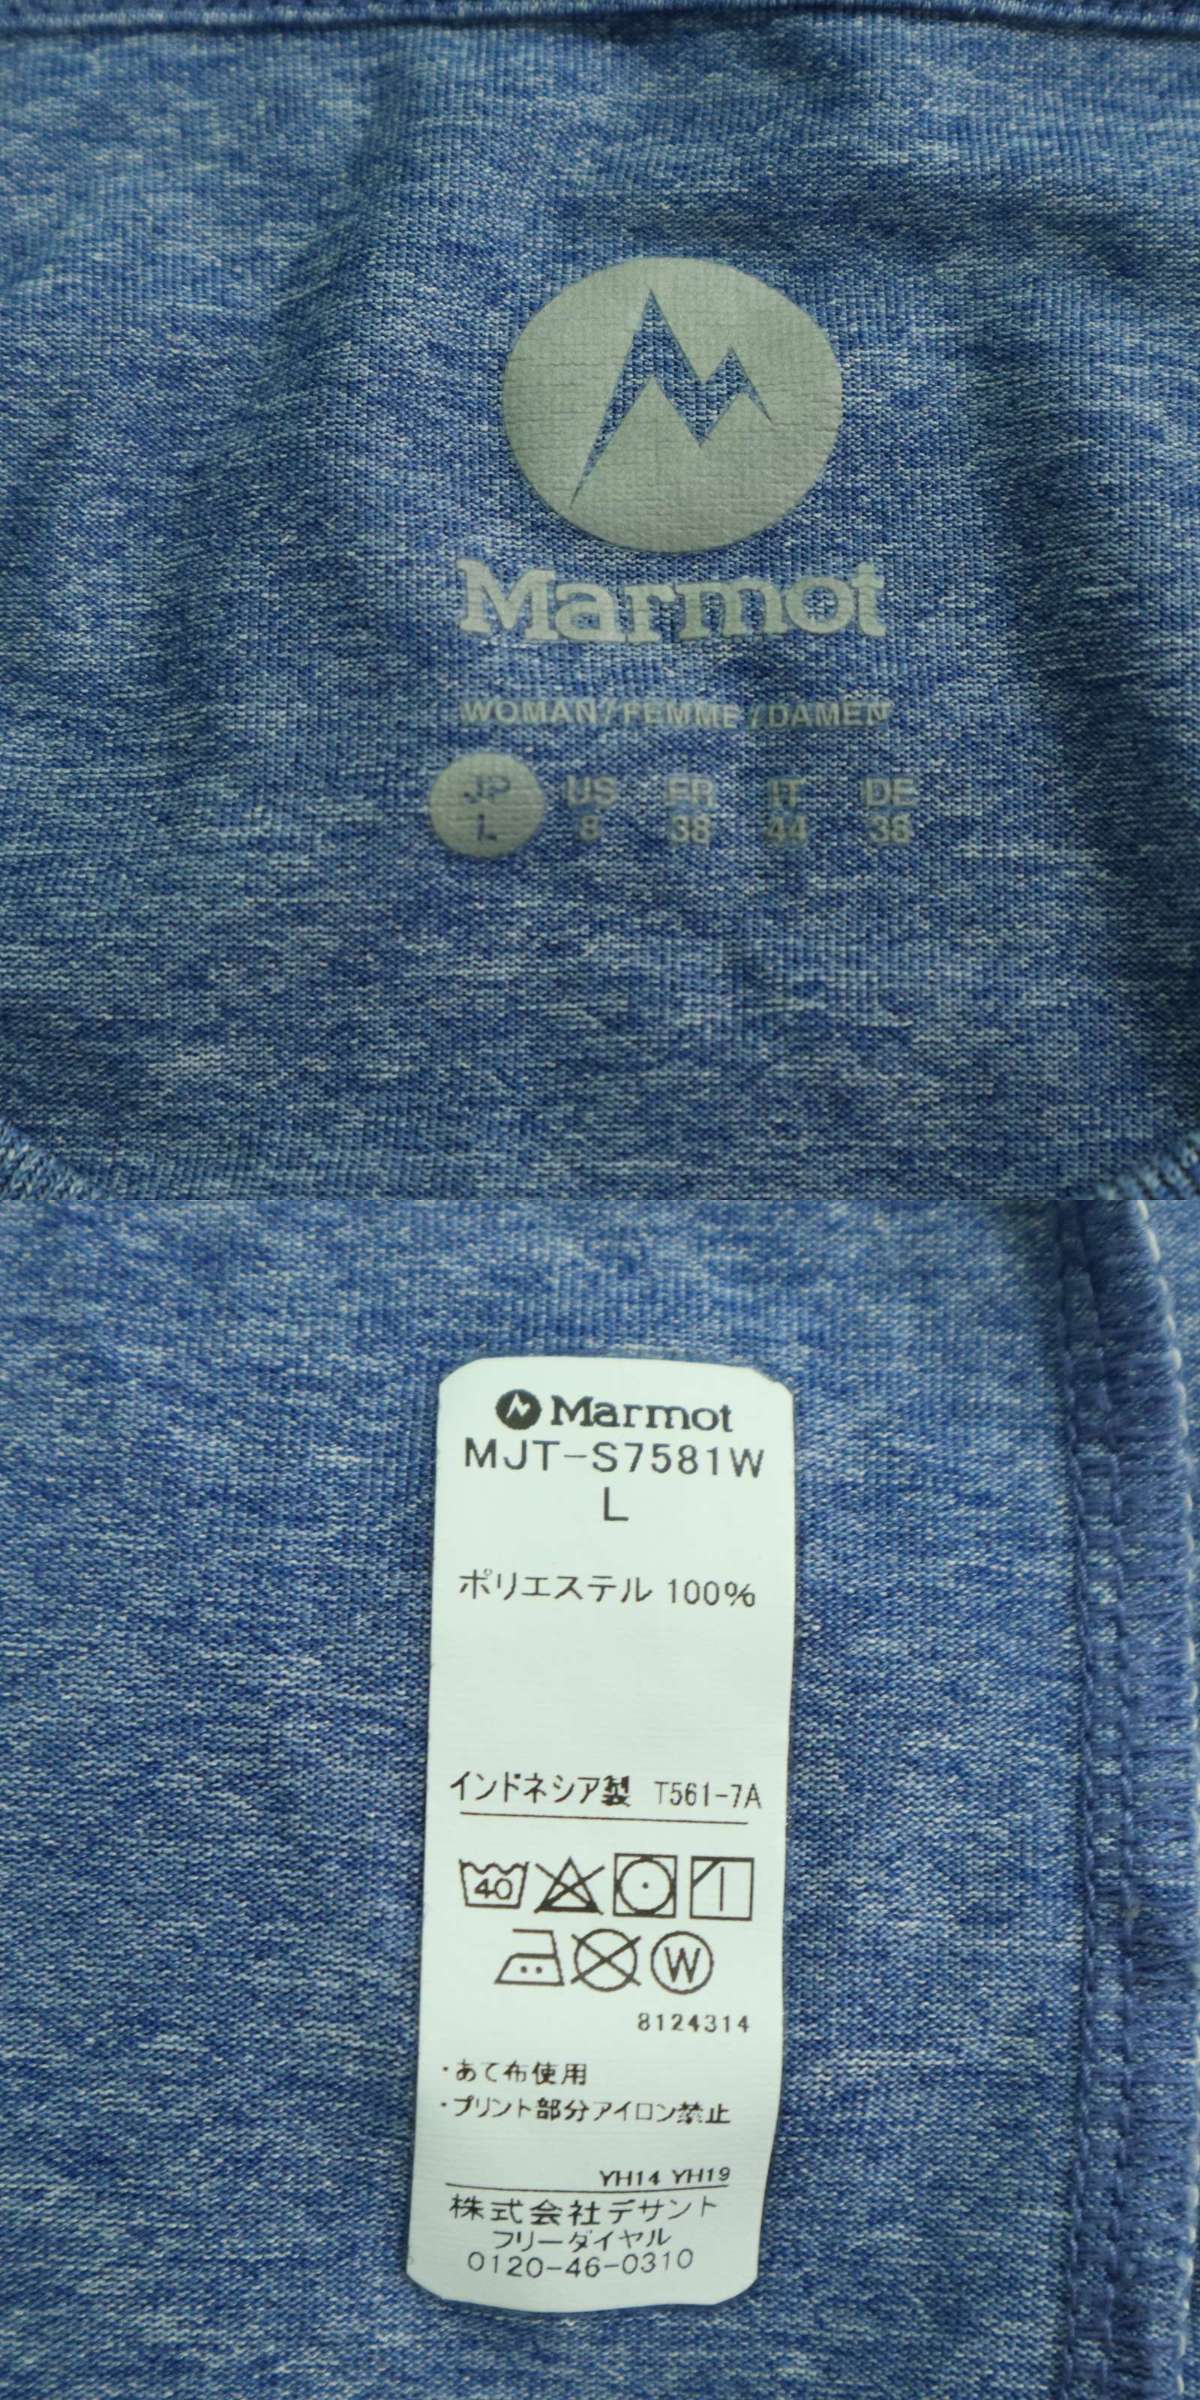 Marmot
WOMAN/FEMME/DAMEN
JP US FR IT DE
L 8 38 44 38
Marmot
MJT-S7581W
L
ポリエステル 100%
インドネシア製 T561-7A
40
W
8124314
・あて布使用
・プリント部分アイロン禁止
YH14 YH19
株式会社デサント
フリーダイヤル
0120-46-0310